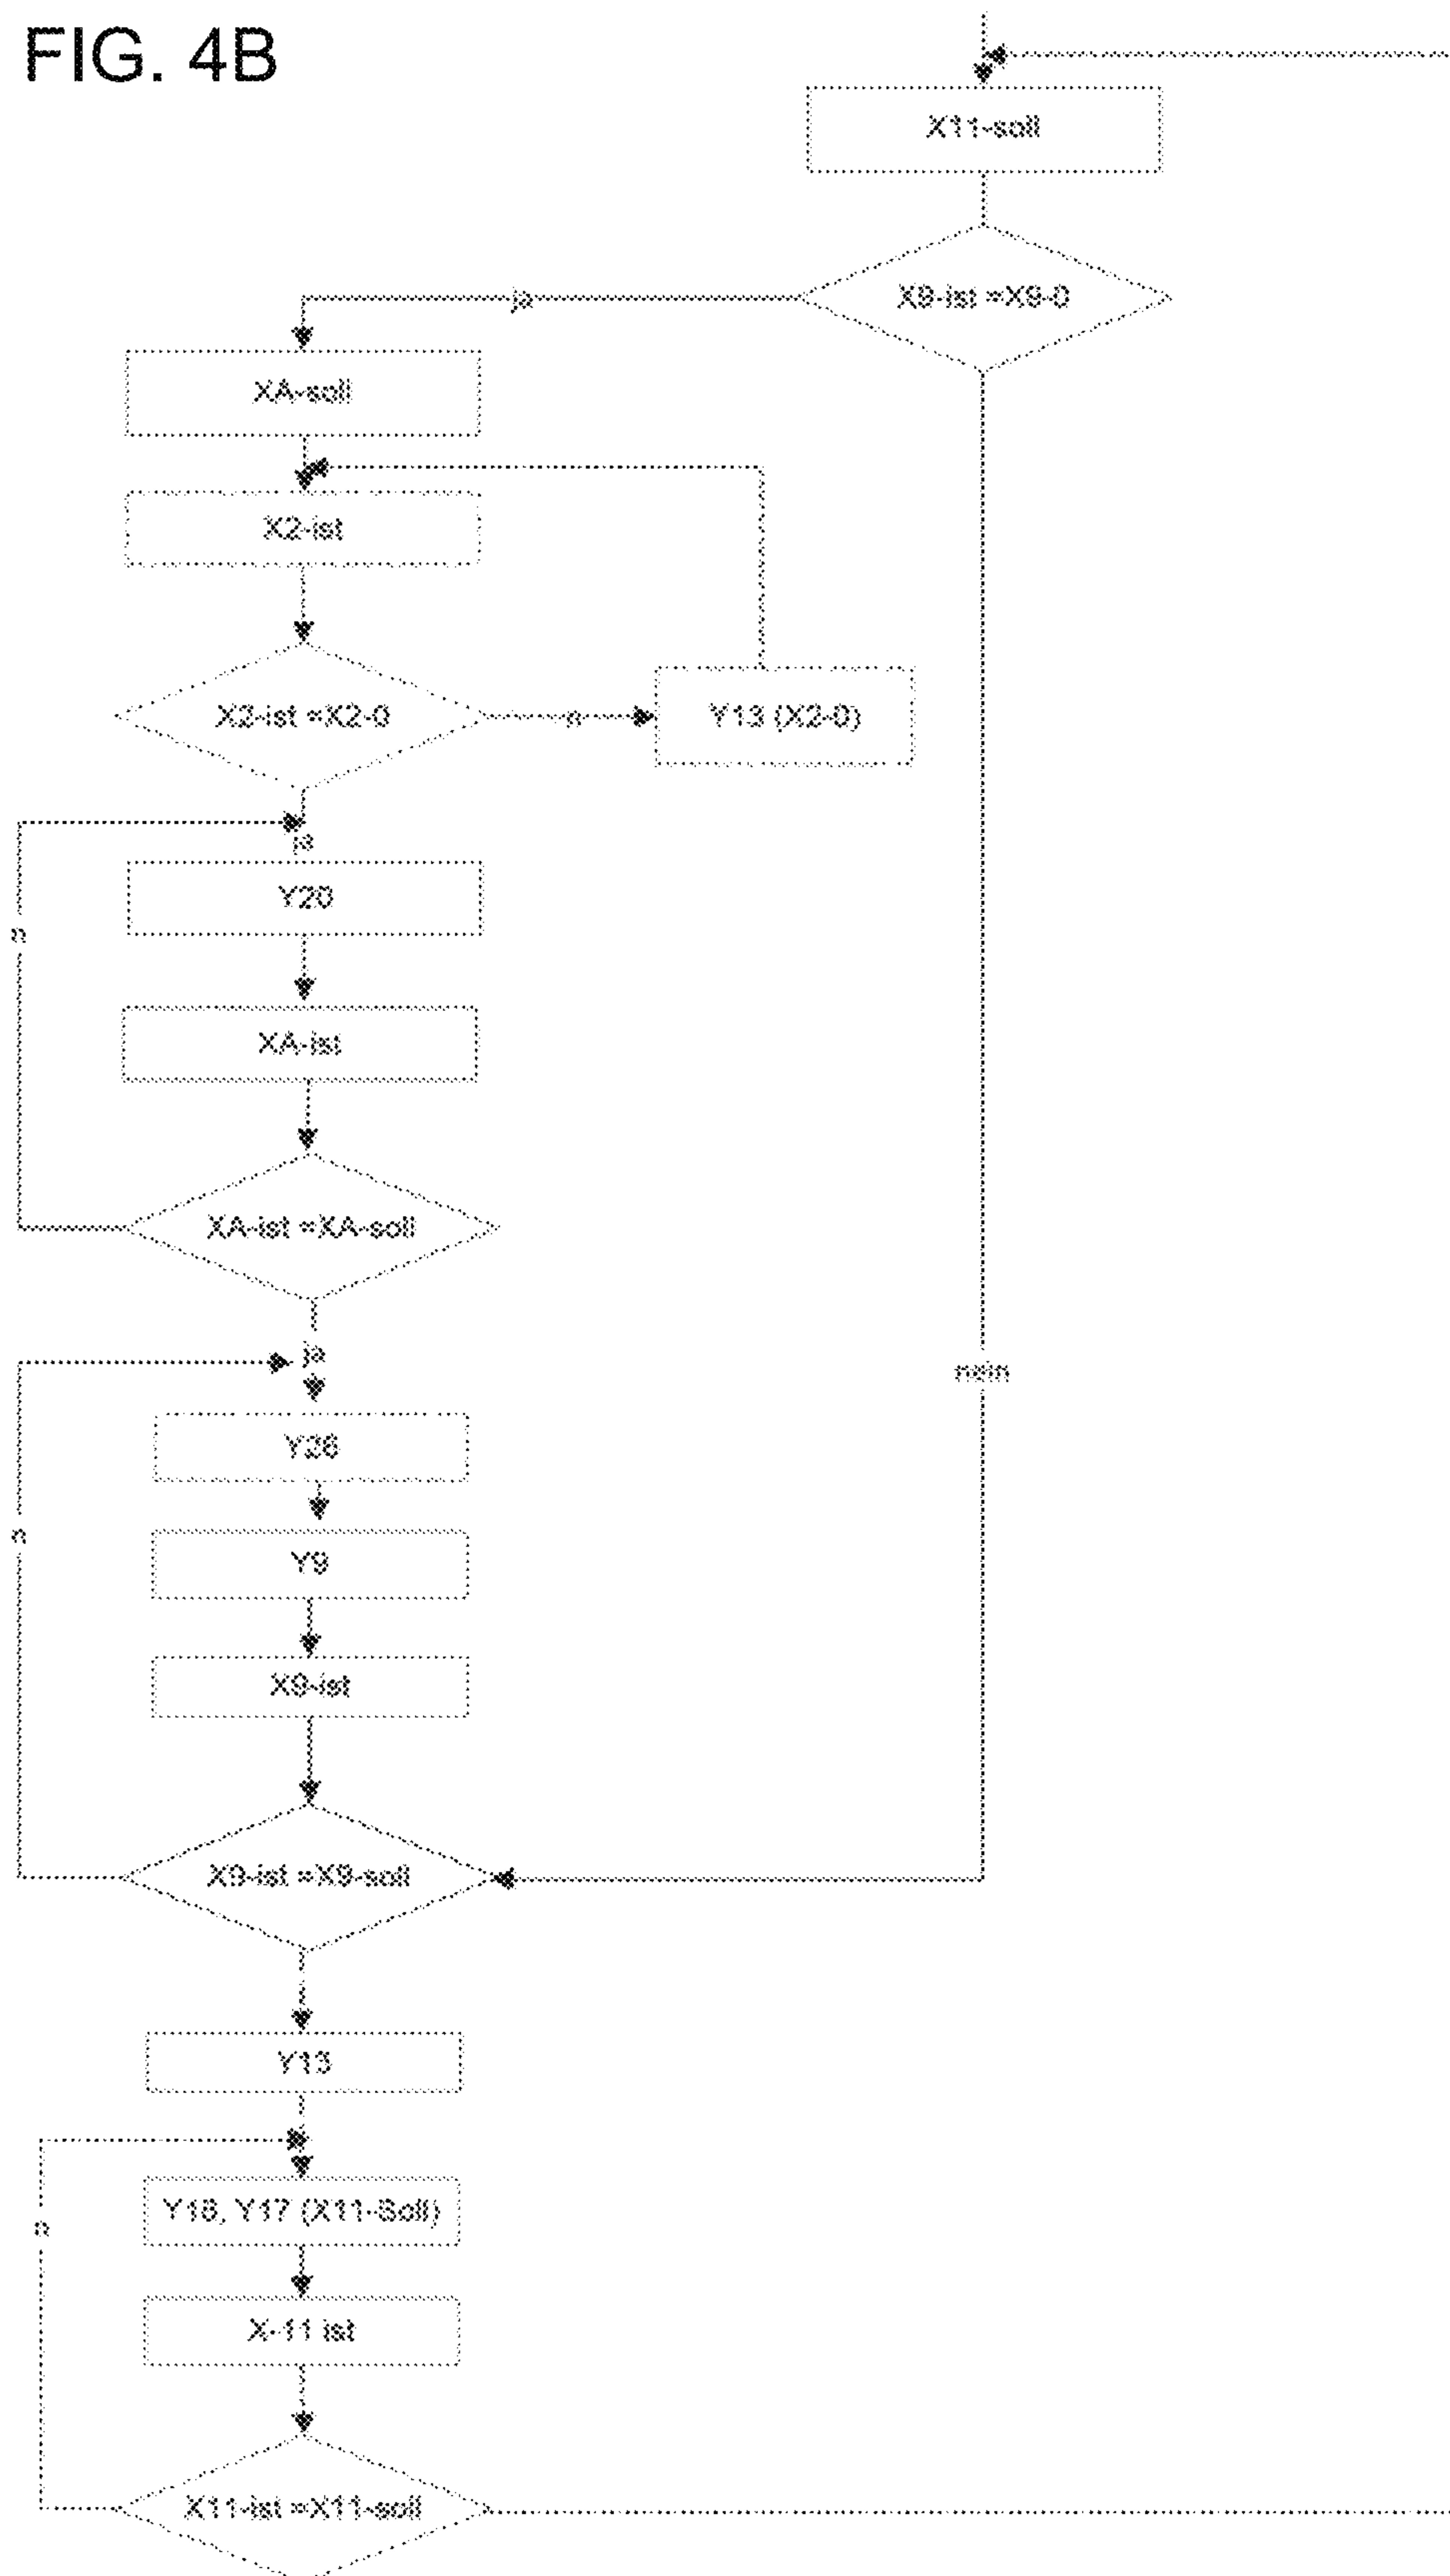 FIG. 4B
X11-soll
X9-ist =X9-0
ja
XA-soll
X2-ist
X2-ist =X2-0
n
Y13 (X2-0)
ja
Y20
n
XA-ist
XA-ist =XA-soll
ja
nein
Y26
n
Y9
X9-ist
X9-ist =X9-soll
Y13
Y18, Y17 (X11-Soll)
n
X-11 ist
X11-ist =X11-soll